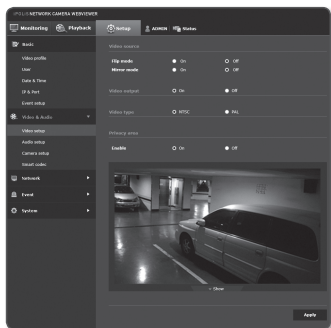 iPOLiS NETWORK CAMERA WEBVIEWER
Monitoring Playback Setup ADMIN Status
Basic
Video profile
User
Date & Time
IP & Port
Event setup
Video & Audio
Video setup
Audio setup
Camera setup
Smart codec
Network
Event
System
Video source
Flip mode On Off
Mirror mode On Off
Video output On Off
Video type NTSC PAL
Privacy area
Enable On Off
Show
Apply